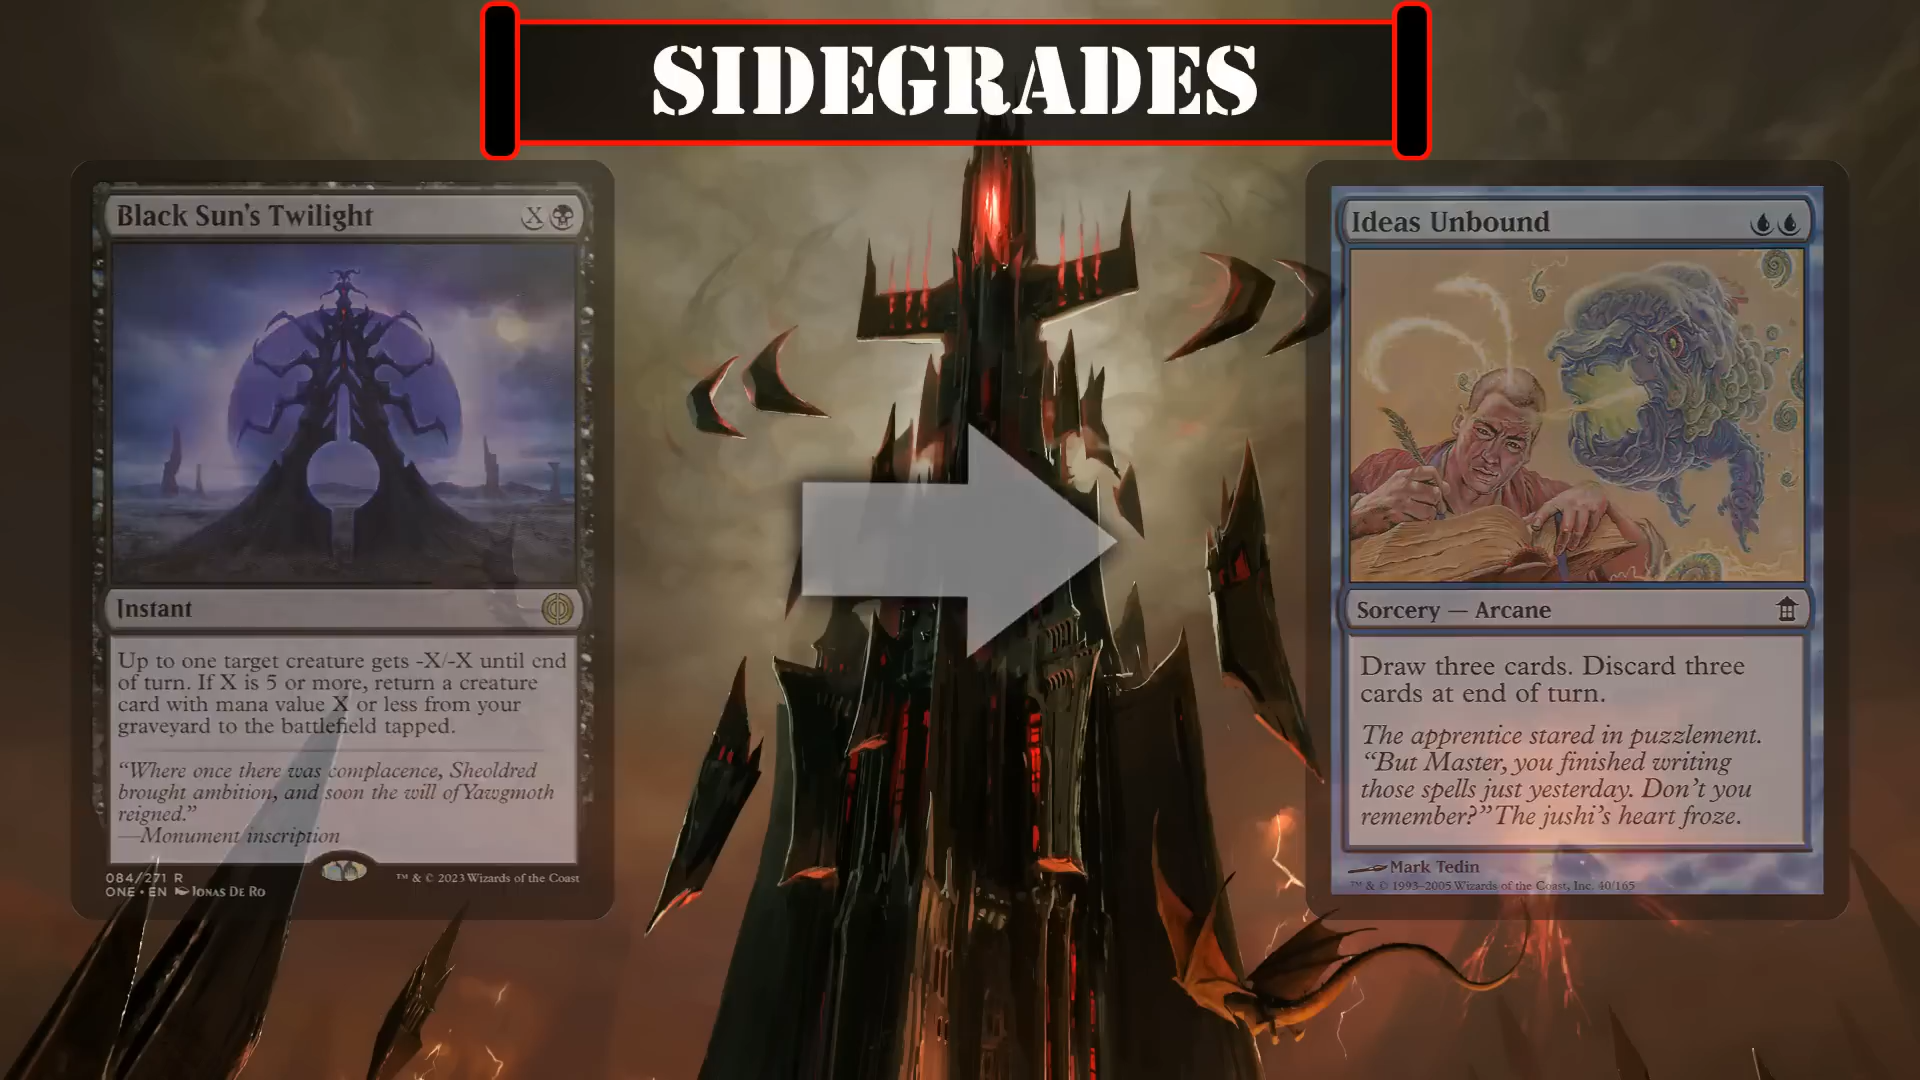 SIDEGRADES
Black Sun's Twilight X
Instant
Up to one target creature gets -X/-X until end
of turn. If X is 5 or more, return a creature
card with mana value X or less from your
graveyard to the battlefield tapped.
“Where once there was complacence, Sheoldred
brought ambition, and soon the will of Yawgmoth
reigned.”
—Monument inscription
084/271 R
ONE • EN Jonas De Ro
™ & © 2023 Wizards of the Coast
Ideas Unbound
Sorcery — Arcane
Draw three cards. Discard three
cards at end of turn.
The apprentice stared in puzzlement.
“But Master, you finished writing
those spells just yesterday. Don't you
remember?” The jushi's heart froze.
Mark Tedin
™ & © 1993–2005 Wizards of the Coast, Inc. 40/165